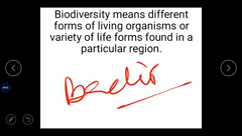 Biodiversity means different
forms of living organisms or
variety of life forms found in a
particular region.